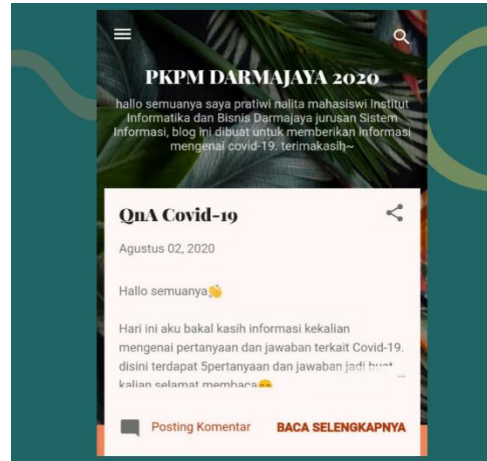 PKPM DARMAJAYA 2020
hallo semuanya saya pratiwi nalita mahasiswi Institut
Informatika dan Bisnis Darmajaya jurusan Sistem
Informasi, blog ini dibuat untuk memberikan informasi
mengenai covid-19. terimakasih~
QnA Covid-19
Agustus 02, 2020
Hallo semuanya👋
Hari ini aku bakal kasih informasi kekalian
mengenai pertanyaan dan jawaban terkait Covid-19.
disini terdapat 5pertanyaan dan jawaban jadi buat
kalian selamat membaca😊 ...
Posting Komentar BACA SELENGKAPNYA